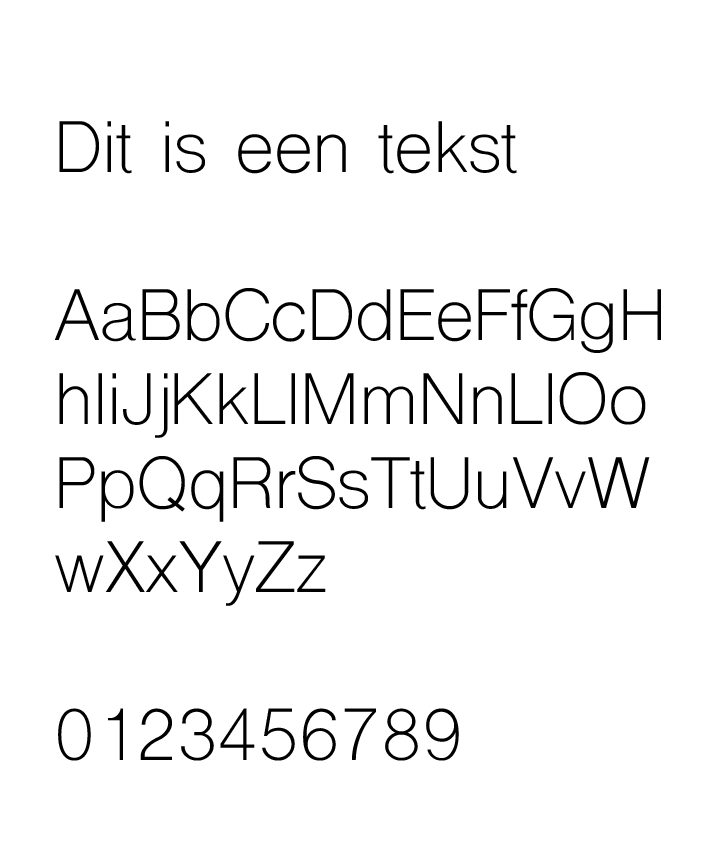 Dit is een tekst
AaBbCcDdEeFfGgH
hIiJjKkLlMmNnLlOo
PpQqRrSsTtUuVvW
wXxYyZz
0123456789